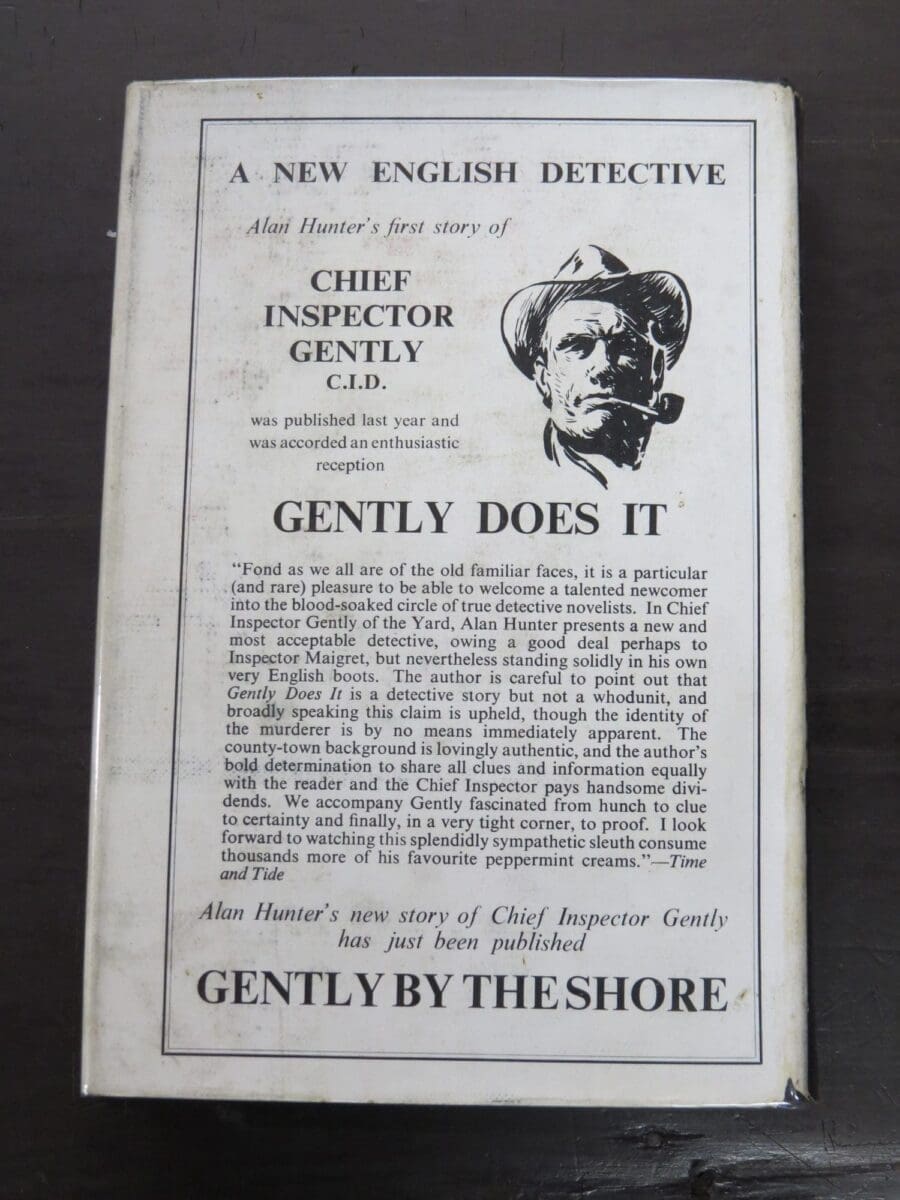 A NEW ENGLISH DETECTIVE
Alan Hunter's first story of
CHIEF
INSPECTOR
GENTLY
C.I.D.
was published last year and
was accorded an enthusiastic
reception
GENTLY DOES IT
"Fond as we all are of the old familiar faces, it is a particular
(and rare) pleasure to be able to welcome a talented newcomer
into the blood-soaked circle of true detective novelists. In Chief
Inspector Gently of the Yard, Alan Hunter presents a new and
most acceptable detective, owing a good deal perhaps to
Inspector Maigret, but nevertheless standing solidly in his own
very English boots. The author is careful to point out that
Gently Does It is a detective story but not a whodunit, and
broadly speaking this claim is upheld, though the identity of
the murderer is by no means immediately apparent. The
county-town background is lovingly authentic, and the author's
bold determination to share all clues and information equally
with the reader and the Chief Inspector pays handsome divi-
dends. We accompany Gently fascinated from hunch to clue
to certainty and finally, in a very tight corner, to proof. I look
forward to watching this splendidly sympathetic sleuth consume
thousands more of his favourite peppermint creams."—Time
and Tide
Alan Hunter's new story of Chief Inspector Gently
has just been published
GENTLY BY THE SHORE